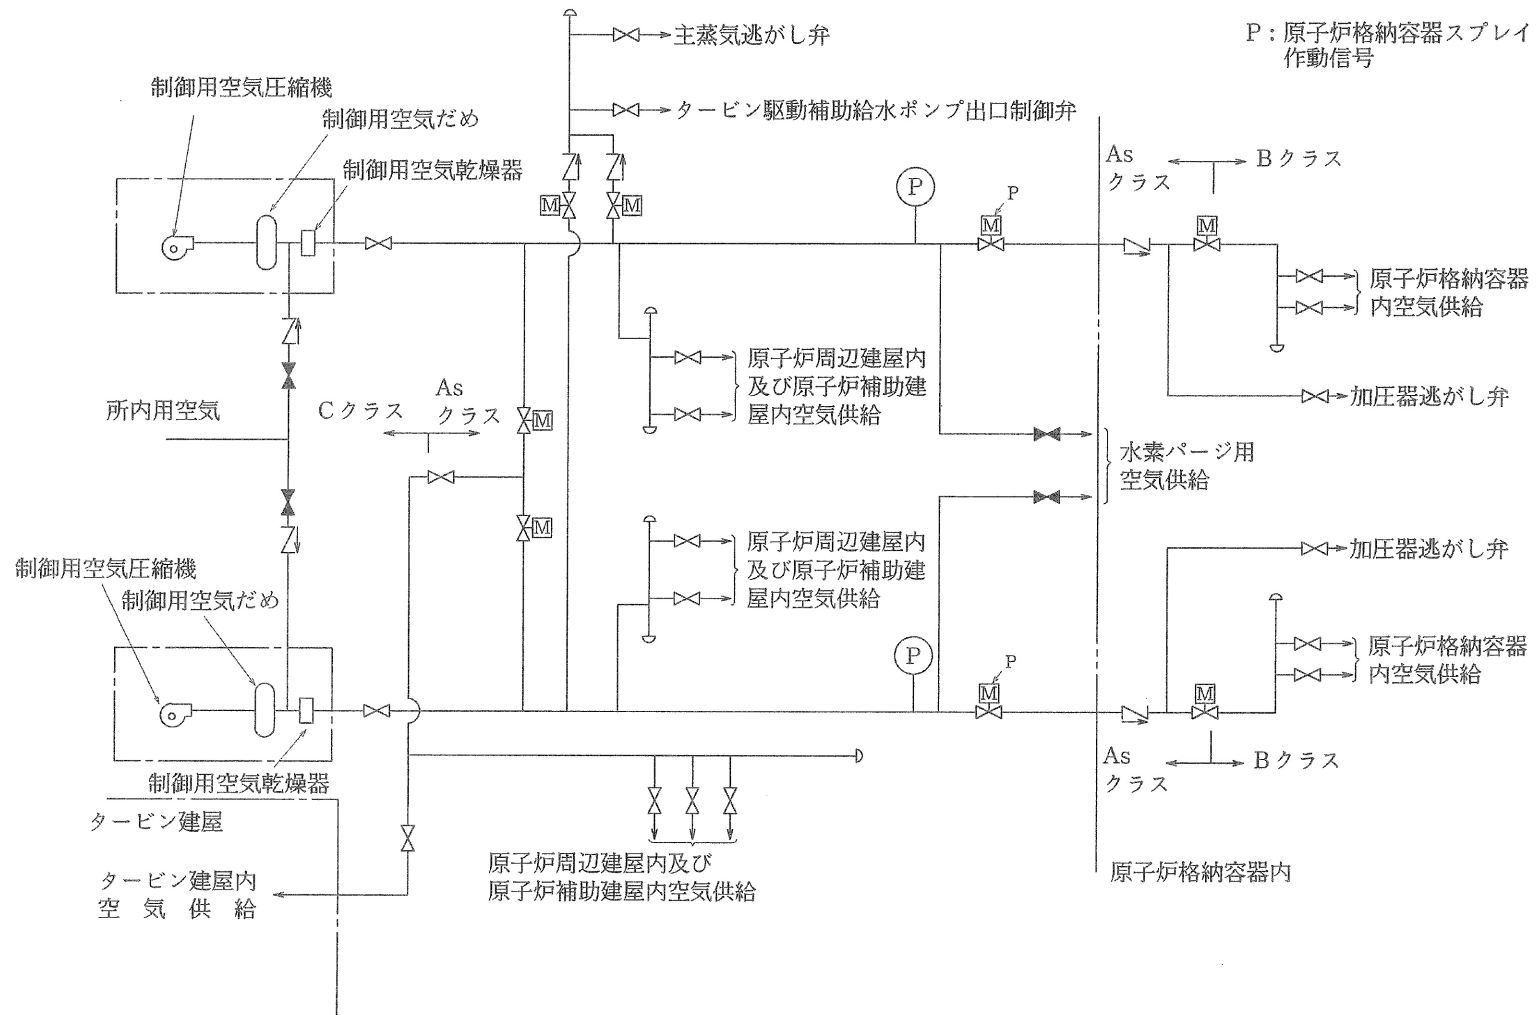 主蒸気逃がし弁
P：原子炉格納容器スプレイ
作動信号
制御用空気圧縮機
タービン駆動補助給水ポンプ出口制御弁
制御用空気だめ
制御用空気乾燥器
As
クラス
Bクラス
P
P
M
M
M
M
原子炉格納容器
内空気供給
原子炉周辺建屋内
及び原子炉補助建
屋内空気供給
加圧器逃がし弁
所内用空気
Cクラス
As
クラス
M
水素パージ用
空気供給
M
原子炉周辺建屋内
及び原子炉補助建
屋内空気供給
加圧器逃がし弁
制御用空気圧縮機
制御用空気だめ
原子炉格納容器
内空気供給
P
P
M
M
制御用空気乾燥器
As
クラス
Bクラス
タービン建屋
原子炉周辺建屋内及び
原子炉補助建屋内空気供給
タービン建屋内
空気供給
原子炉格納容器内